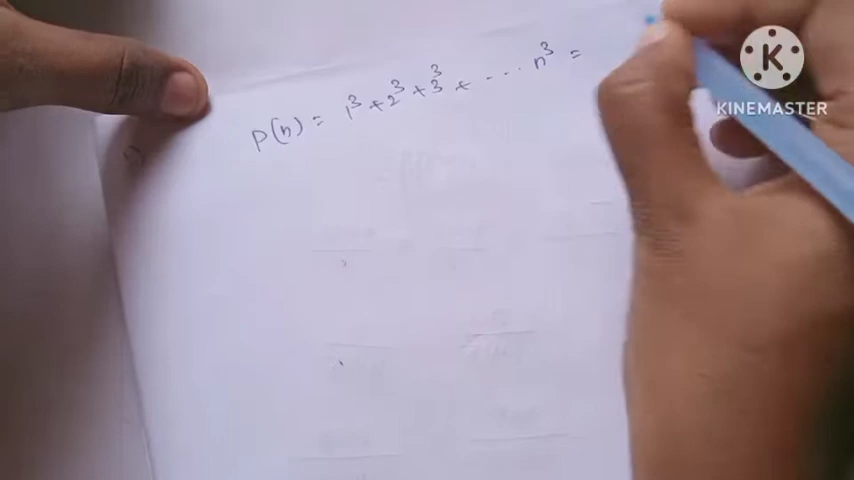 P(n) = 1³ + 2³ + 3³ + ... n³ =
KINEMASTER